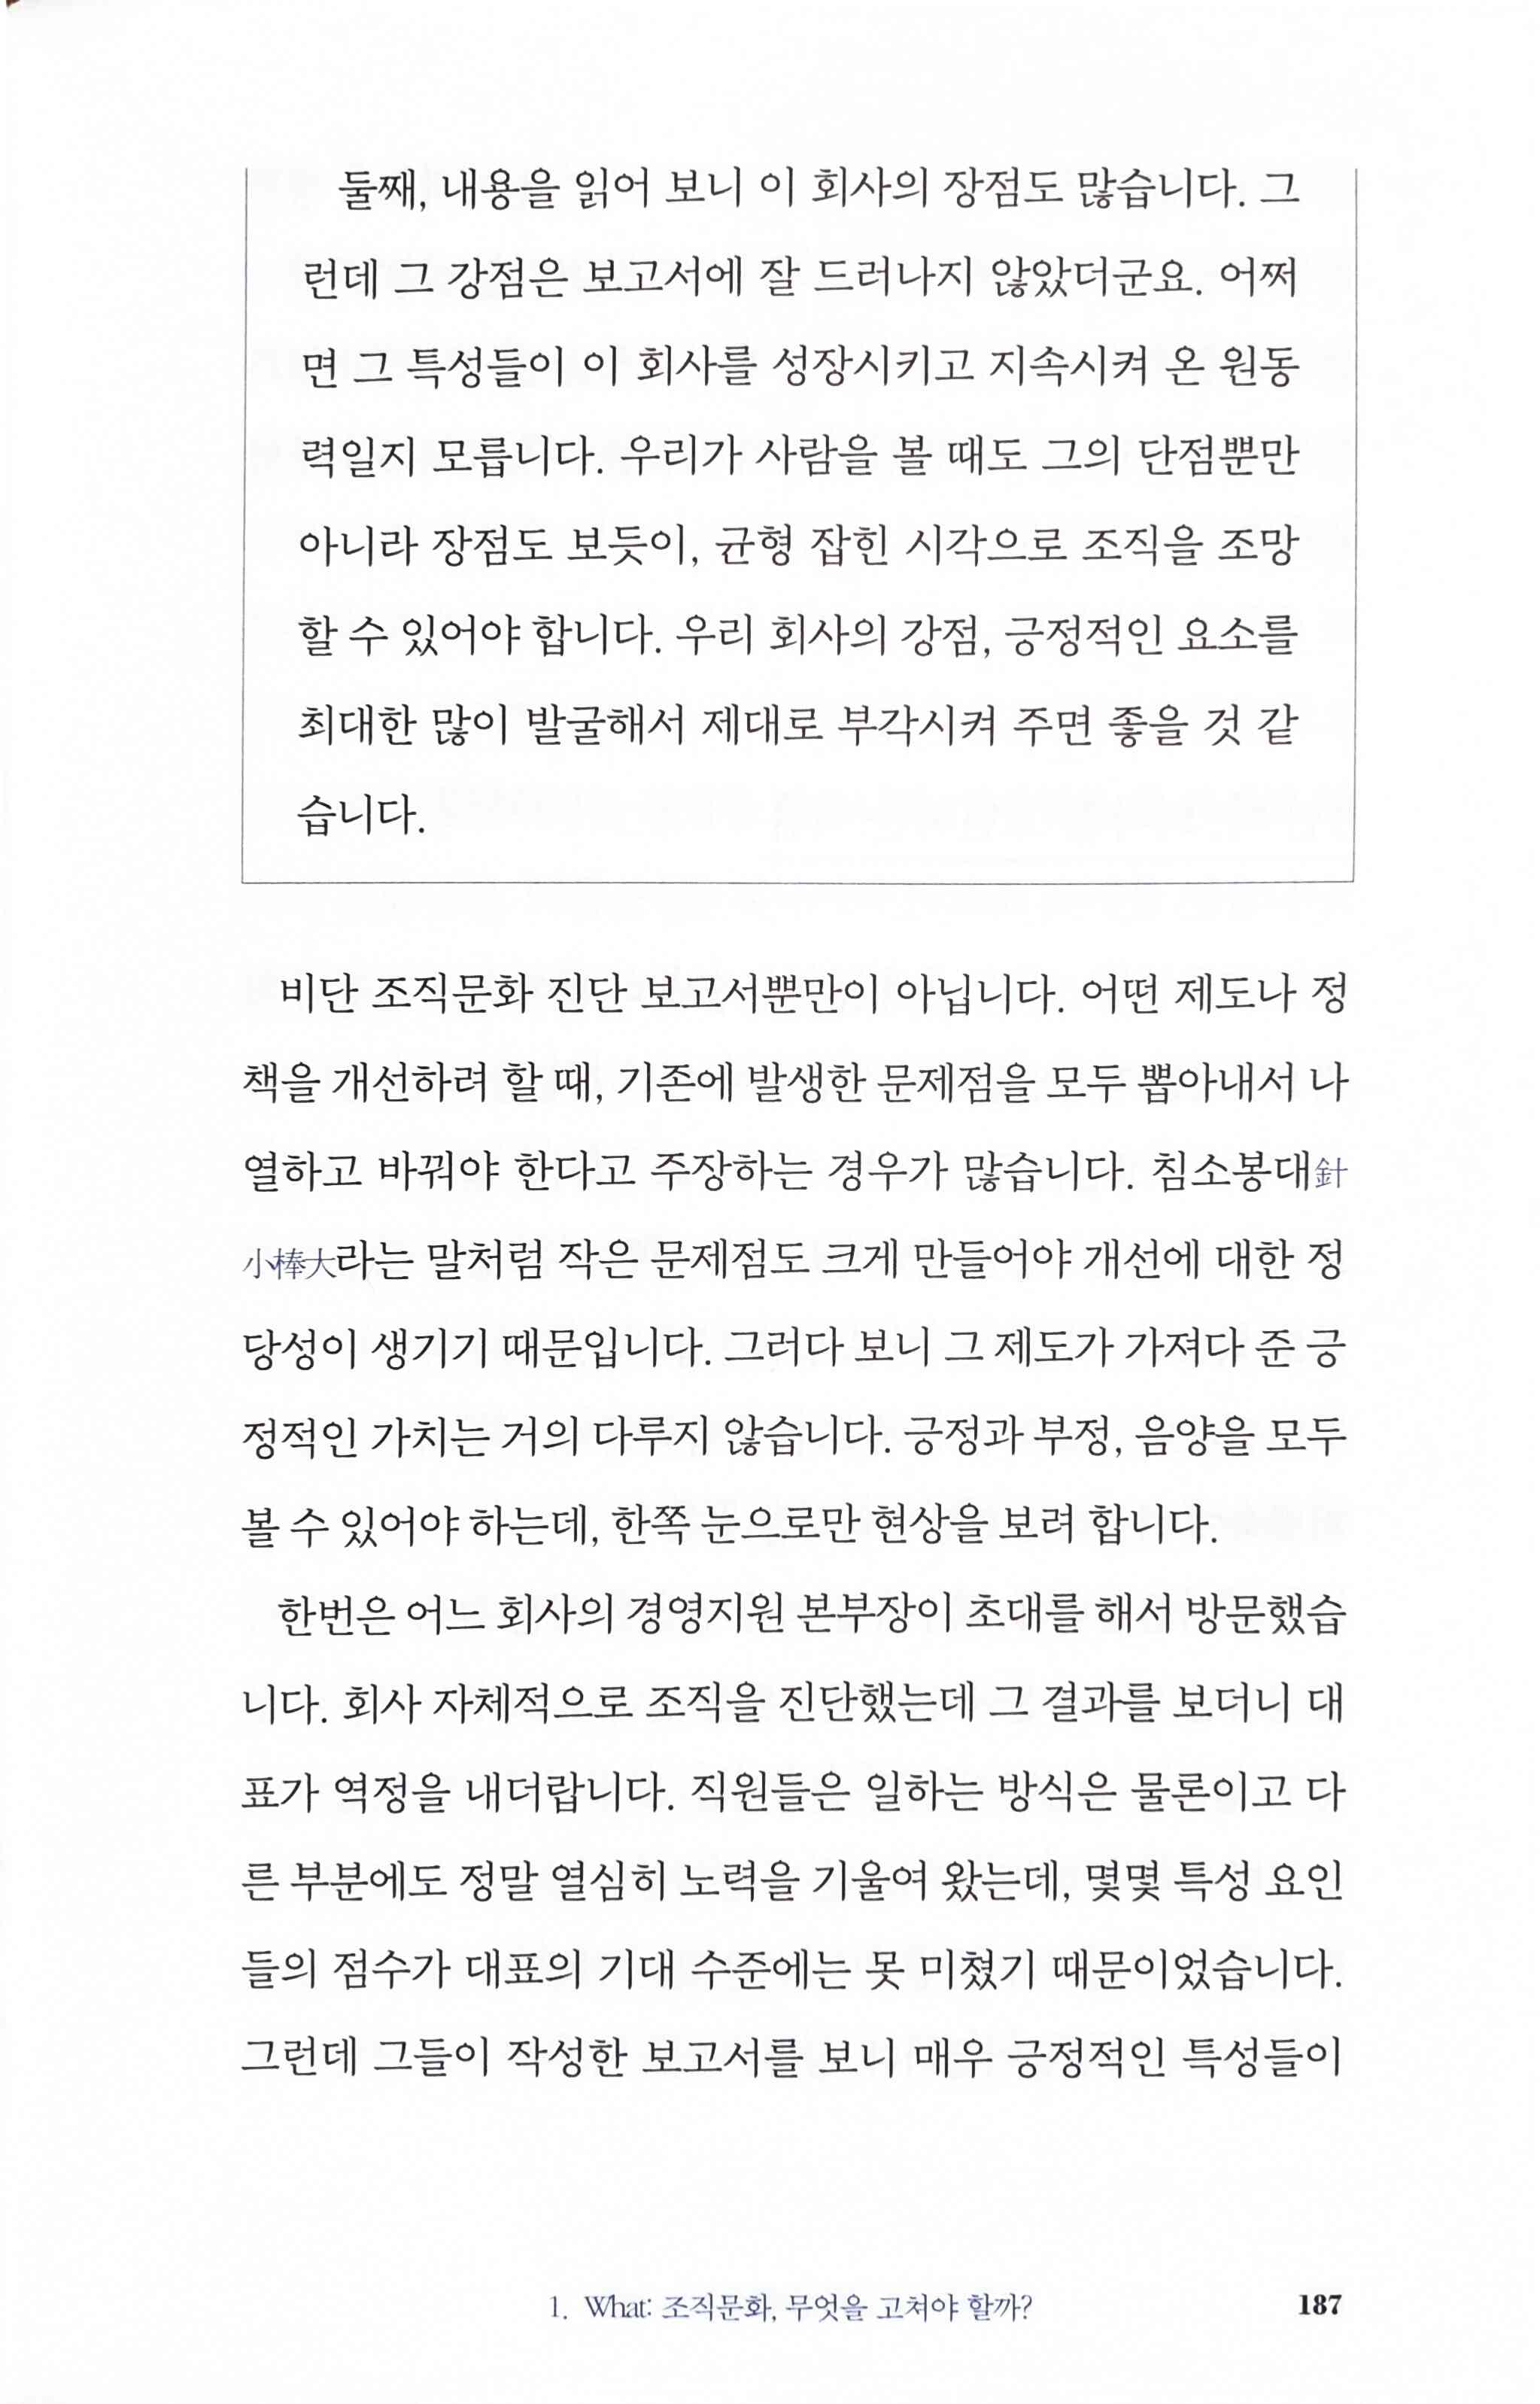 둘째, 내용을 읽어 보니 이 회사의 장점도 많습니다. 그
런데 그 강점은 보고서에 잘 드러나지 않았더군요. 어쩌
면 그 특성들이 이 회사를 성장시키고 지속시켜 온 원동
력일지 모릅니다. 우리가 사람을 볼 때도 그의 단점뿐만
아니라 장점도 보듯이, 균형 잡힌 시각으로 조직을 조망
할 수 있어야 합니다. 우리 회사의 강점, 긍정적인 요소를
최대한 많이 발굴해서 제대로 부각시켜 주면 좋을 것 같
습니다.
비단 조직문화 진단 보고서뿐만이 아닙니다. 어떤 제도나 정
책을 개선하려 할 때, 기존에 발생한 문제점을 모두 뽑아내서 나
열하고 바꿔야 한다고 주장하는 경우가 많습니다. 침소봉대針
小棒大라는 말처럼 작은 문제점도 크게 만들어야 개선에 대한 정
당성이 생기기 때문입니다. 그러다 보니 그 제도가 가져다 준 긍
정적인 가치는 거의 다루지 않습니다. 긍정과 부정, 음양을 모두
볼 수 있어야 하는데, 한쪽 눈으로만 현상을 보려 합니다.
한번은 어느 회사의 경영지원 본부장이 초대를 해서 방문했습
니다. 회사 자체적으로 조직을 진단했는데 그 결과를 보더니 대
표가 역정을 내더랍니다. 직원들은 일하는 방식은 물론이고 다
른 부분에도 정말 열심히 노력을 기울여 왔는데, 몇몇 특성 요인
들의 점수가 대표의 기대 수준에는 못 미쳤기 때문이었습니다.
그런데 그들이 작성한 보고서를 보니 매우 긍정적인 특성들이
1. What: 조직문화, 무엇을 고쳐야 할까? 187